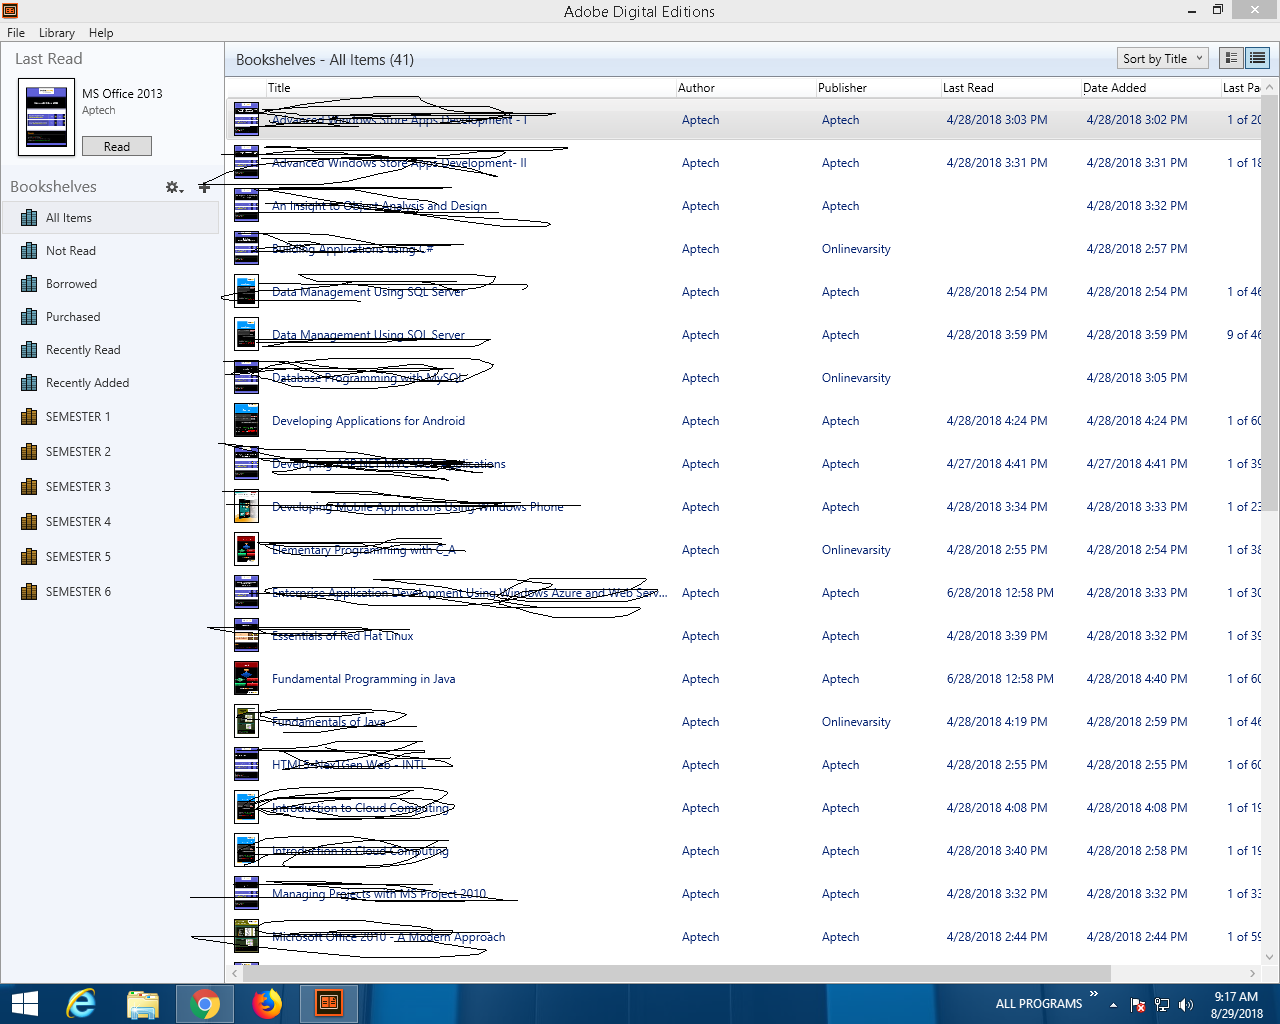 Adobe Digital Editions
File Library Help
Last Read
MS Office 2013
Aptech
Read
Bookshelves
All Items
Not Read
Borrowed
Purchased
Recently Read
Recently Added
SEMESTER 1
SEMESTER 2
SEMESTER 3
SEMESTER 4
SEMESTER 5
SEMESTER 6
Bookshelves - All Items (41)
Sort by Title
Title Author Publisher Last Read Date Added Last Pa
Advanced Windows Store Apps Development - I Aptech Aptech 4/28/2018 3:03 PM 4/28/2018 3:02 PM 1 of 20
Advanced Windows Store Apps Development- II Aptech Aptech 4/28/2018 3:31 PM 4/28/2018 3:31 PM 1 of 18
An Insight to Object Analysis and Design Aptech Aptech 4/28/2018 3:32 PM
Building Applications using C# Aptech Onlinevarsity 4/28/2018 2:57 PM
Data Management Using SQL Server Aptech Aptech 4/28/2018 2:54 PM 4/28/2018 2:54 PM 1 of 46
Data Management Using SQL Server Aptech Aptech 4/28/2018 3:59 PM 4/28/2018 3:59 PM 9 of 46
Database Programming with MySQL Aptech Onlinevarsity 4/28/2018 3:05 PM
Developing Applications for Android Aptech Aptech 4/28/2018 4:24 PM 4/28/2018 4:24 PM 1 of 60
Developing ASP.NET MVC Web Applications Aptech Aptech 4/27/2018 4:41 PM 4/27/2018 4:41 PM 1 of 39
Developing Mobile Applications Using Windows Phone Aptech Aptech 4/28/2018 3:34 PM 4/28/2018 3:33 PM 1 of 23
Elementary Programming with C_A Aptech Onlinevarsity 4/28/2018 2:55 PM 4/28/2018 2:54 PM 1 of 38
Enterprise Application Development Using Windows Azure and Web Serv... Aptech Aptech 6/28/2018 12:58 PM 4/28/2018 3:33 PM 1 of 30
Essentials of Red Hat Linux Aptech Aptech 4/28/2018 3:39 PM 4/28/2018 3:32 PM 1 of 39
Fundamental Programming in Java Aptech Aptech 6/28/2018 12:58 PM 4/28/2018 4:40 PM 1 of 60
Fundamentals of Java Aptech Onlinevarsity 4/28/2018 4:19 PM 4/28/2018 2:59 PM 1 of 46
HTML5-NexTGen Web - INTL Aptech Aptech 4/28/2018 2:55 PM 4/28/2018 2:55 PM 1 of 60
Introduction to Cloud Computing Aptech Aptech 4/28/2018 4:08 PM 4/28/2018 4:08 PM 1 of 19
Introduction to Cloud Computing Aptech Aptech 4/28/2018 3:40 PM 4/28/2018 2:58 PM 1 of 19
Managing Projects with MS Project 2010 Aptech Aptech 4/28/2018 3:32 PM 4/28/2018 3:32 PM 1 of 33
Microsoft Office 2010 - A Modern Approach Aptech Aptech 4/28/2018 2:44 PM 4/28/2018 2:44 PM 1 of 59
ALL PROGRAMS
9:17 AM
8/29/2018